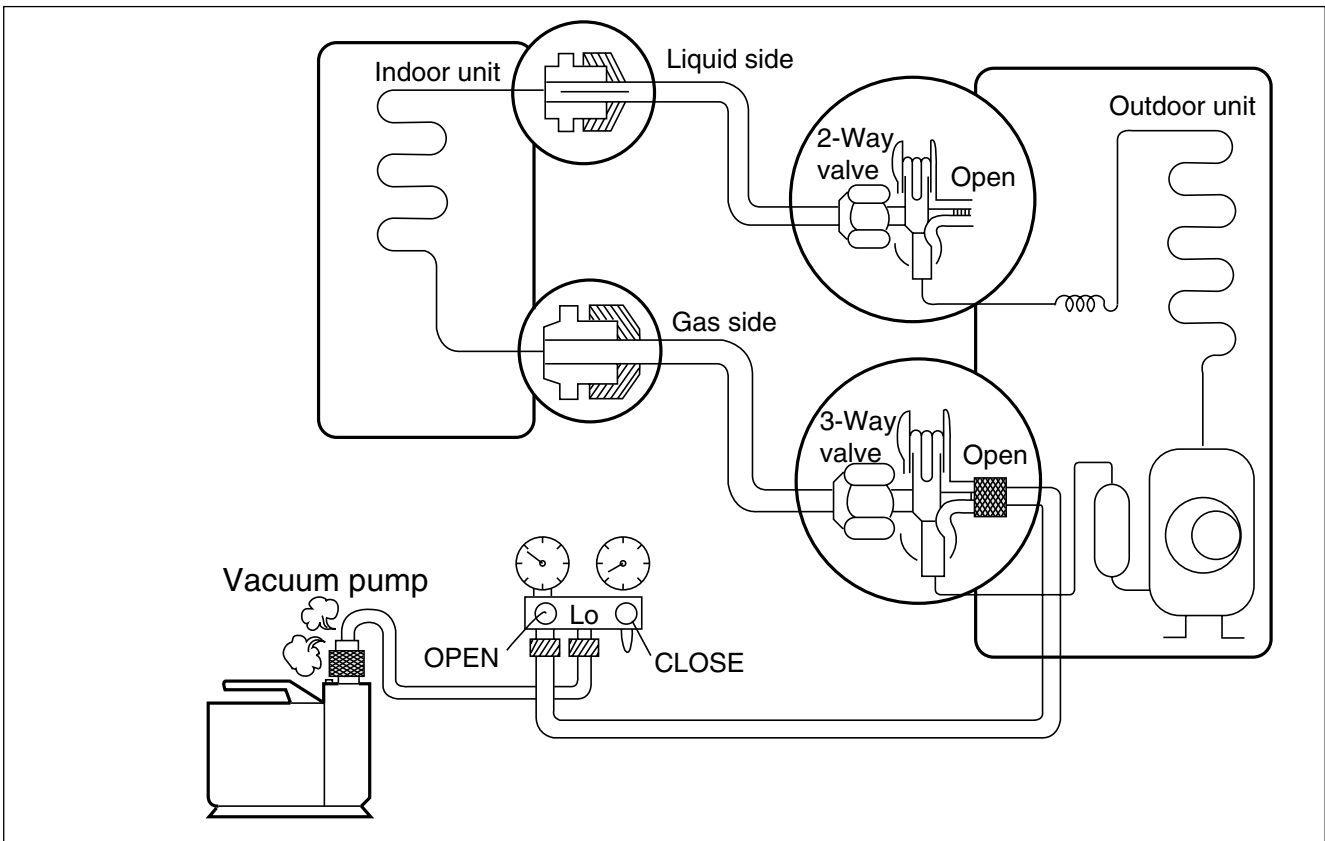 Indoor unit
Liquid side
2-Way
valve
Open
Outdoor unit
Gas side
3-Way
valve
Open
Vacuum pump
Lo
OPEN
CLOSE